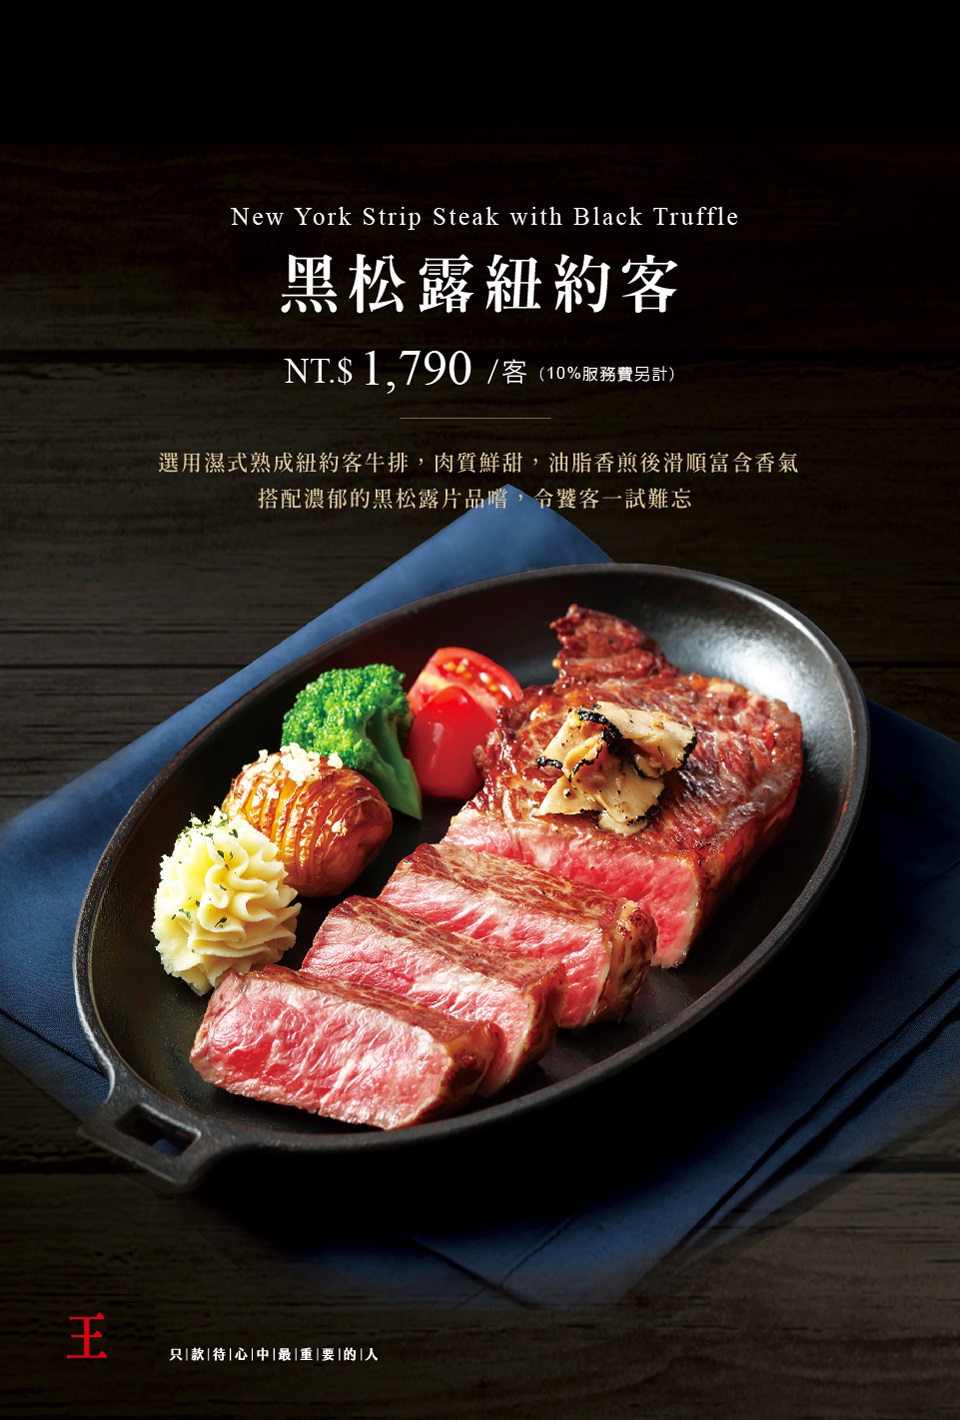 New York Strip Steak with Black Truffle
黑松露紐約客
NT.$ 1,790 /客（10%服務費另計）
選用濕式熟成紐約客牛排，肉質鮮甜，油脂香煎後滑順富含香氣
搭配濃郁的黑松露片品嚐，令饕客一試難忘
王
只|款|待|心|中|最|重|要|的|人